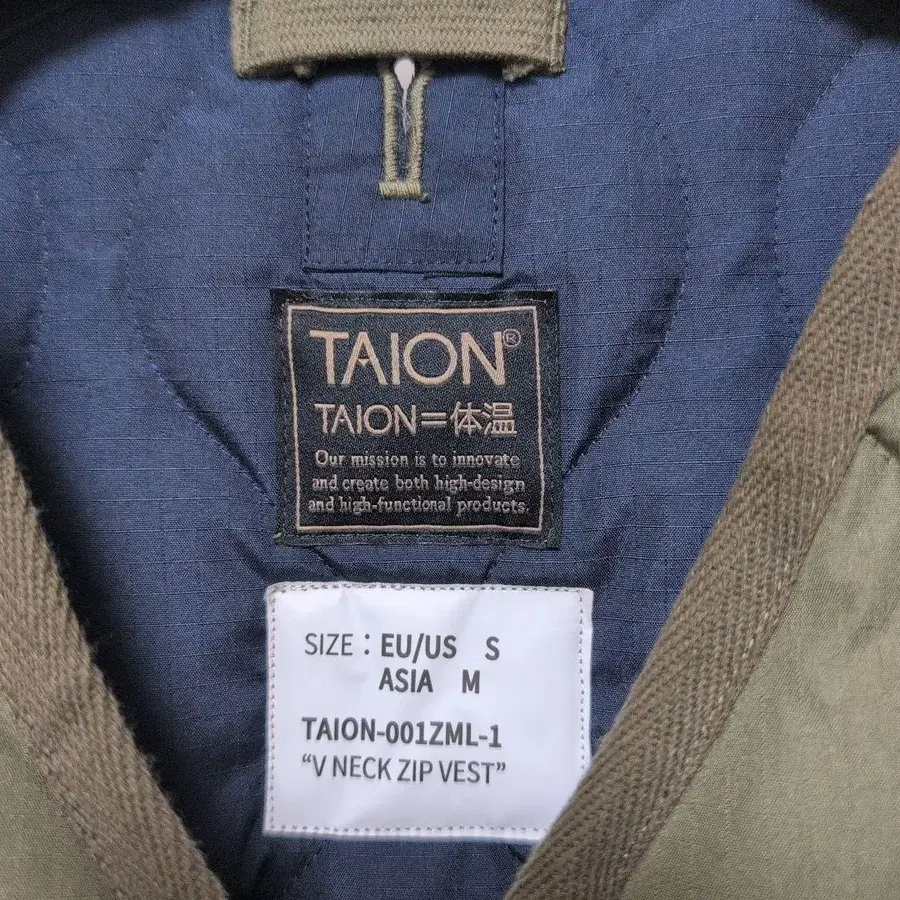 TAION®
TAION=体温
Our mission is to innovate
and create both high-design
and high-functional products.
SIZE : EU/US S
ASIA M
TAION-001ZML-1
“V NECK ZIP VEST”